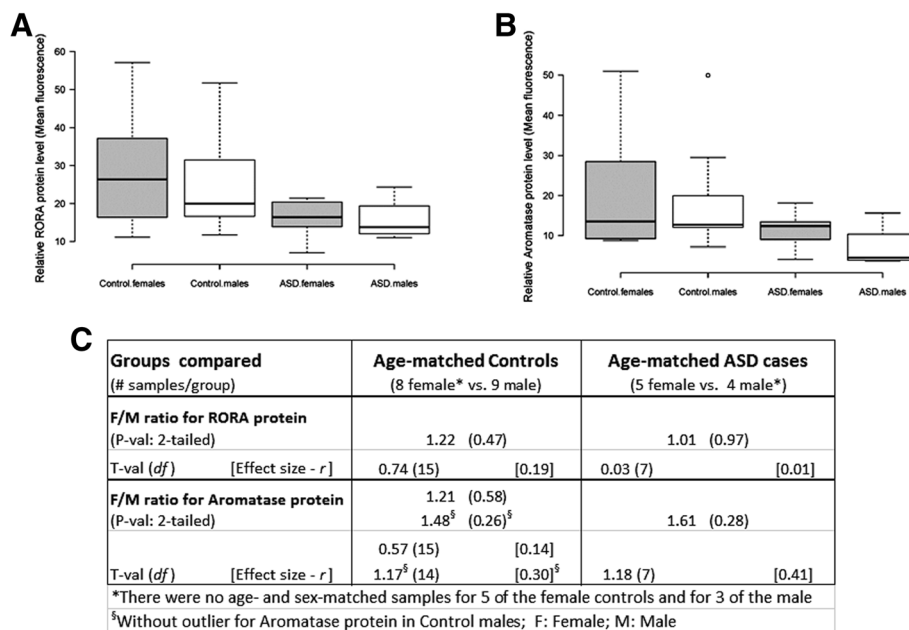 A
Relative RORA protein level (Mean fluorescence)
60
50
40
30
20
10
Control.females Control.males ASD.females ASD.males
B
Relative Aromatase protein level (Mean fluorescence)
50
40
30
20
10
Control.females Control.males ASD.females ASD.males
C
Groups compared Age-matched Controls Age-matched ASD cases
(# samples/group) (8 female* vs. 9 male) (5 female vs. 4 male*)
F/M ratio for RORA protein
(P-val: 2-tailed) 1.22 (0.47) 1.01 (0.97)
T-val (df) [Effect size - r] 0.74 (15) [0.19] 0.03 (7) [0.01]
F/M ratio for Aromatase protein 1.21 (0.58)
(P-val: 2-tailed) 1.48§ (0.26)§ 1.61 (0.28)
0.57 (15) [0.14]
T-val (df) [Effect size - r] 1.17§ (14) [0.30]§ 1.18 (7) [0.41]
*There were no age- and sex-matched samples for 5 of the female controls and for 3 of the male
§Without outlier for Aromatase protein in Control males; F: Female; M: Male